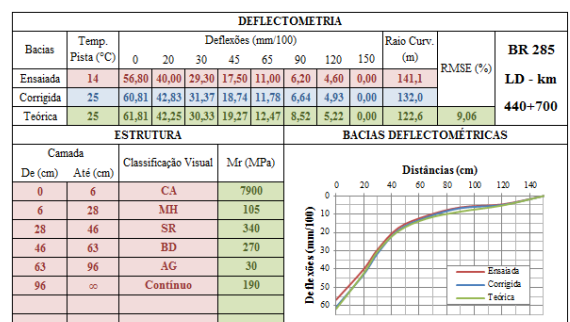 DEFLECTOMETRIA
Bacias Temp. Pista (°C) Deflexões (mm/100) Raio Curv. (m) RMSE (%) BR 285 LD - km 440+700
0 20 30 45 65 90 120 150
Ensaiada 14 56,80 40,00 29,30 17,50 11,00 6,20 4,60 0,00 141,1
Corrigida 25 60,81 42,83 31,37 18,74 11,78 6,64 4,93 0,00 132,0
Teórica 25 61,81 42,25 30,33 19,27 12,47 8,52 5,22 0,00 122,6 9,06
ESTRUTURA BACIAS DEFLECTOMÉTRICAS
Camada Classificação Visual Mr (MPa)
De (cm) Até (cm)
0 6 CA 7900
6 28 MH 105
28 46 SR 340
46 63 BD 270
63 96 AG 30
96 ∞ Contínuo 190
Distâncias (cm)
0 20 40 60 80 100 120 140
Deflexões (mm/100)
0
10
20
30
40
50
60
Ensaiada
Corrigida
Teórica